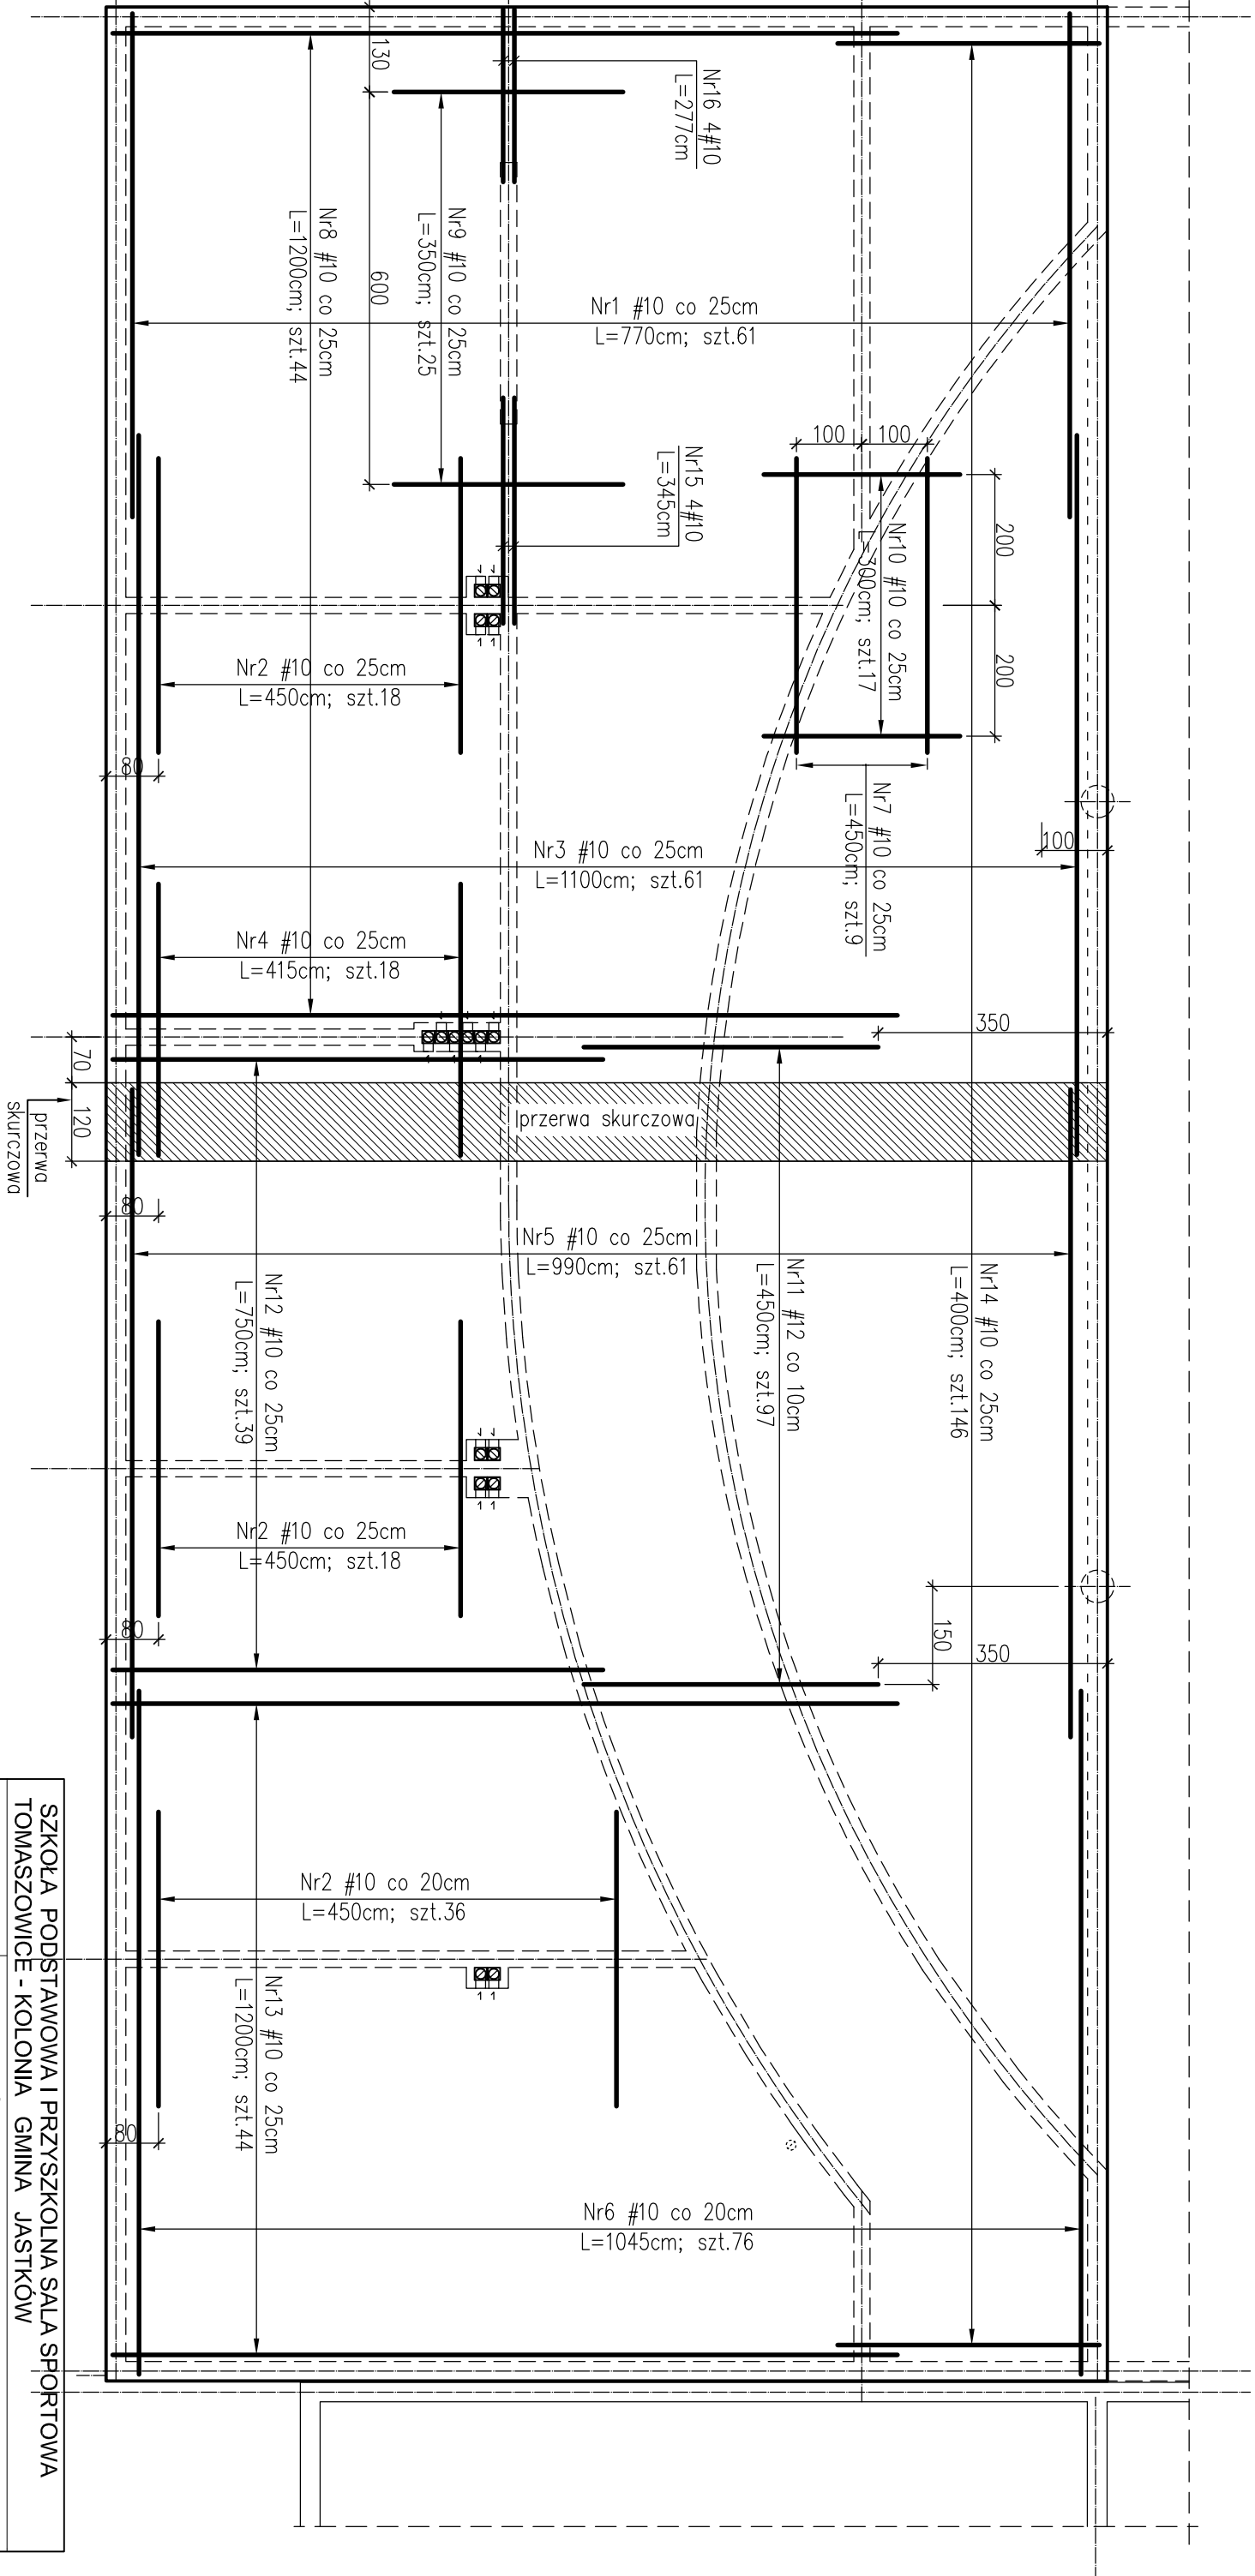 130
600
Nr16 4#10
L=277cm
Nr9 #10 co 25cm
L=350cm; szt.25
Nr8 #10 co 25cm
L=1200cm; szt.44
Nr1 #10 co 25cm
L=770cm; szt.61
100
100
Nr15 4#10
L=345cm
Nr10 #10 co 25cm
L=300cm; szt.17
200
200
Nr2 #10 co 25cm
L=450cm; szt.18
80
Nr7 #10 co 25cm
L=450cm; szt.9
100
Nr3 #10 co 25cm
L=1100cm; szt.61
Nr4 #10 co 25cm
L=415cm; szt.18
350
70
120
przerwa skurczowa
przerwa
skurczowa
80
Nr5 #10 co 25cm
L=990cm; szt.61
Nr12 #10 co 25cm
L=750cm; szt.39
Nr11 #12 co 10cm
L=450cm; szt.97
Nr14 #10 co 25cm
L=400cm; szt.146
Nr2 #10 co 25cm
L=450cm; szt.18
80
150
350
Nr2 #10 co 20cm
L=450cm; szt.36
Nr13 #10 co 25cm
L=1200cm; szt.44
80
Nr6 #10 co 20cm
L=1045cm; szt.76
SZKOŁA PODSTAWOWA I PRZYSZKOLNA SALA SPORTOWA
TOMASZOWICE - KOLONIA GMINA JASTKÓW